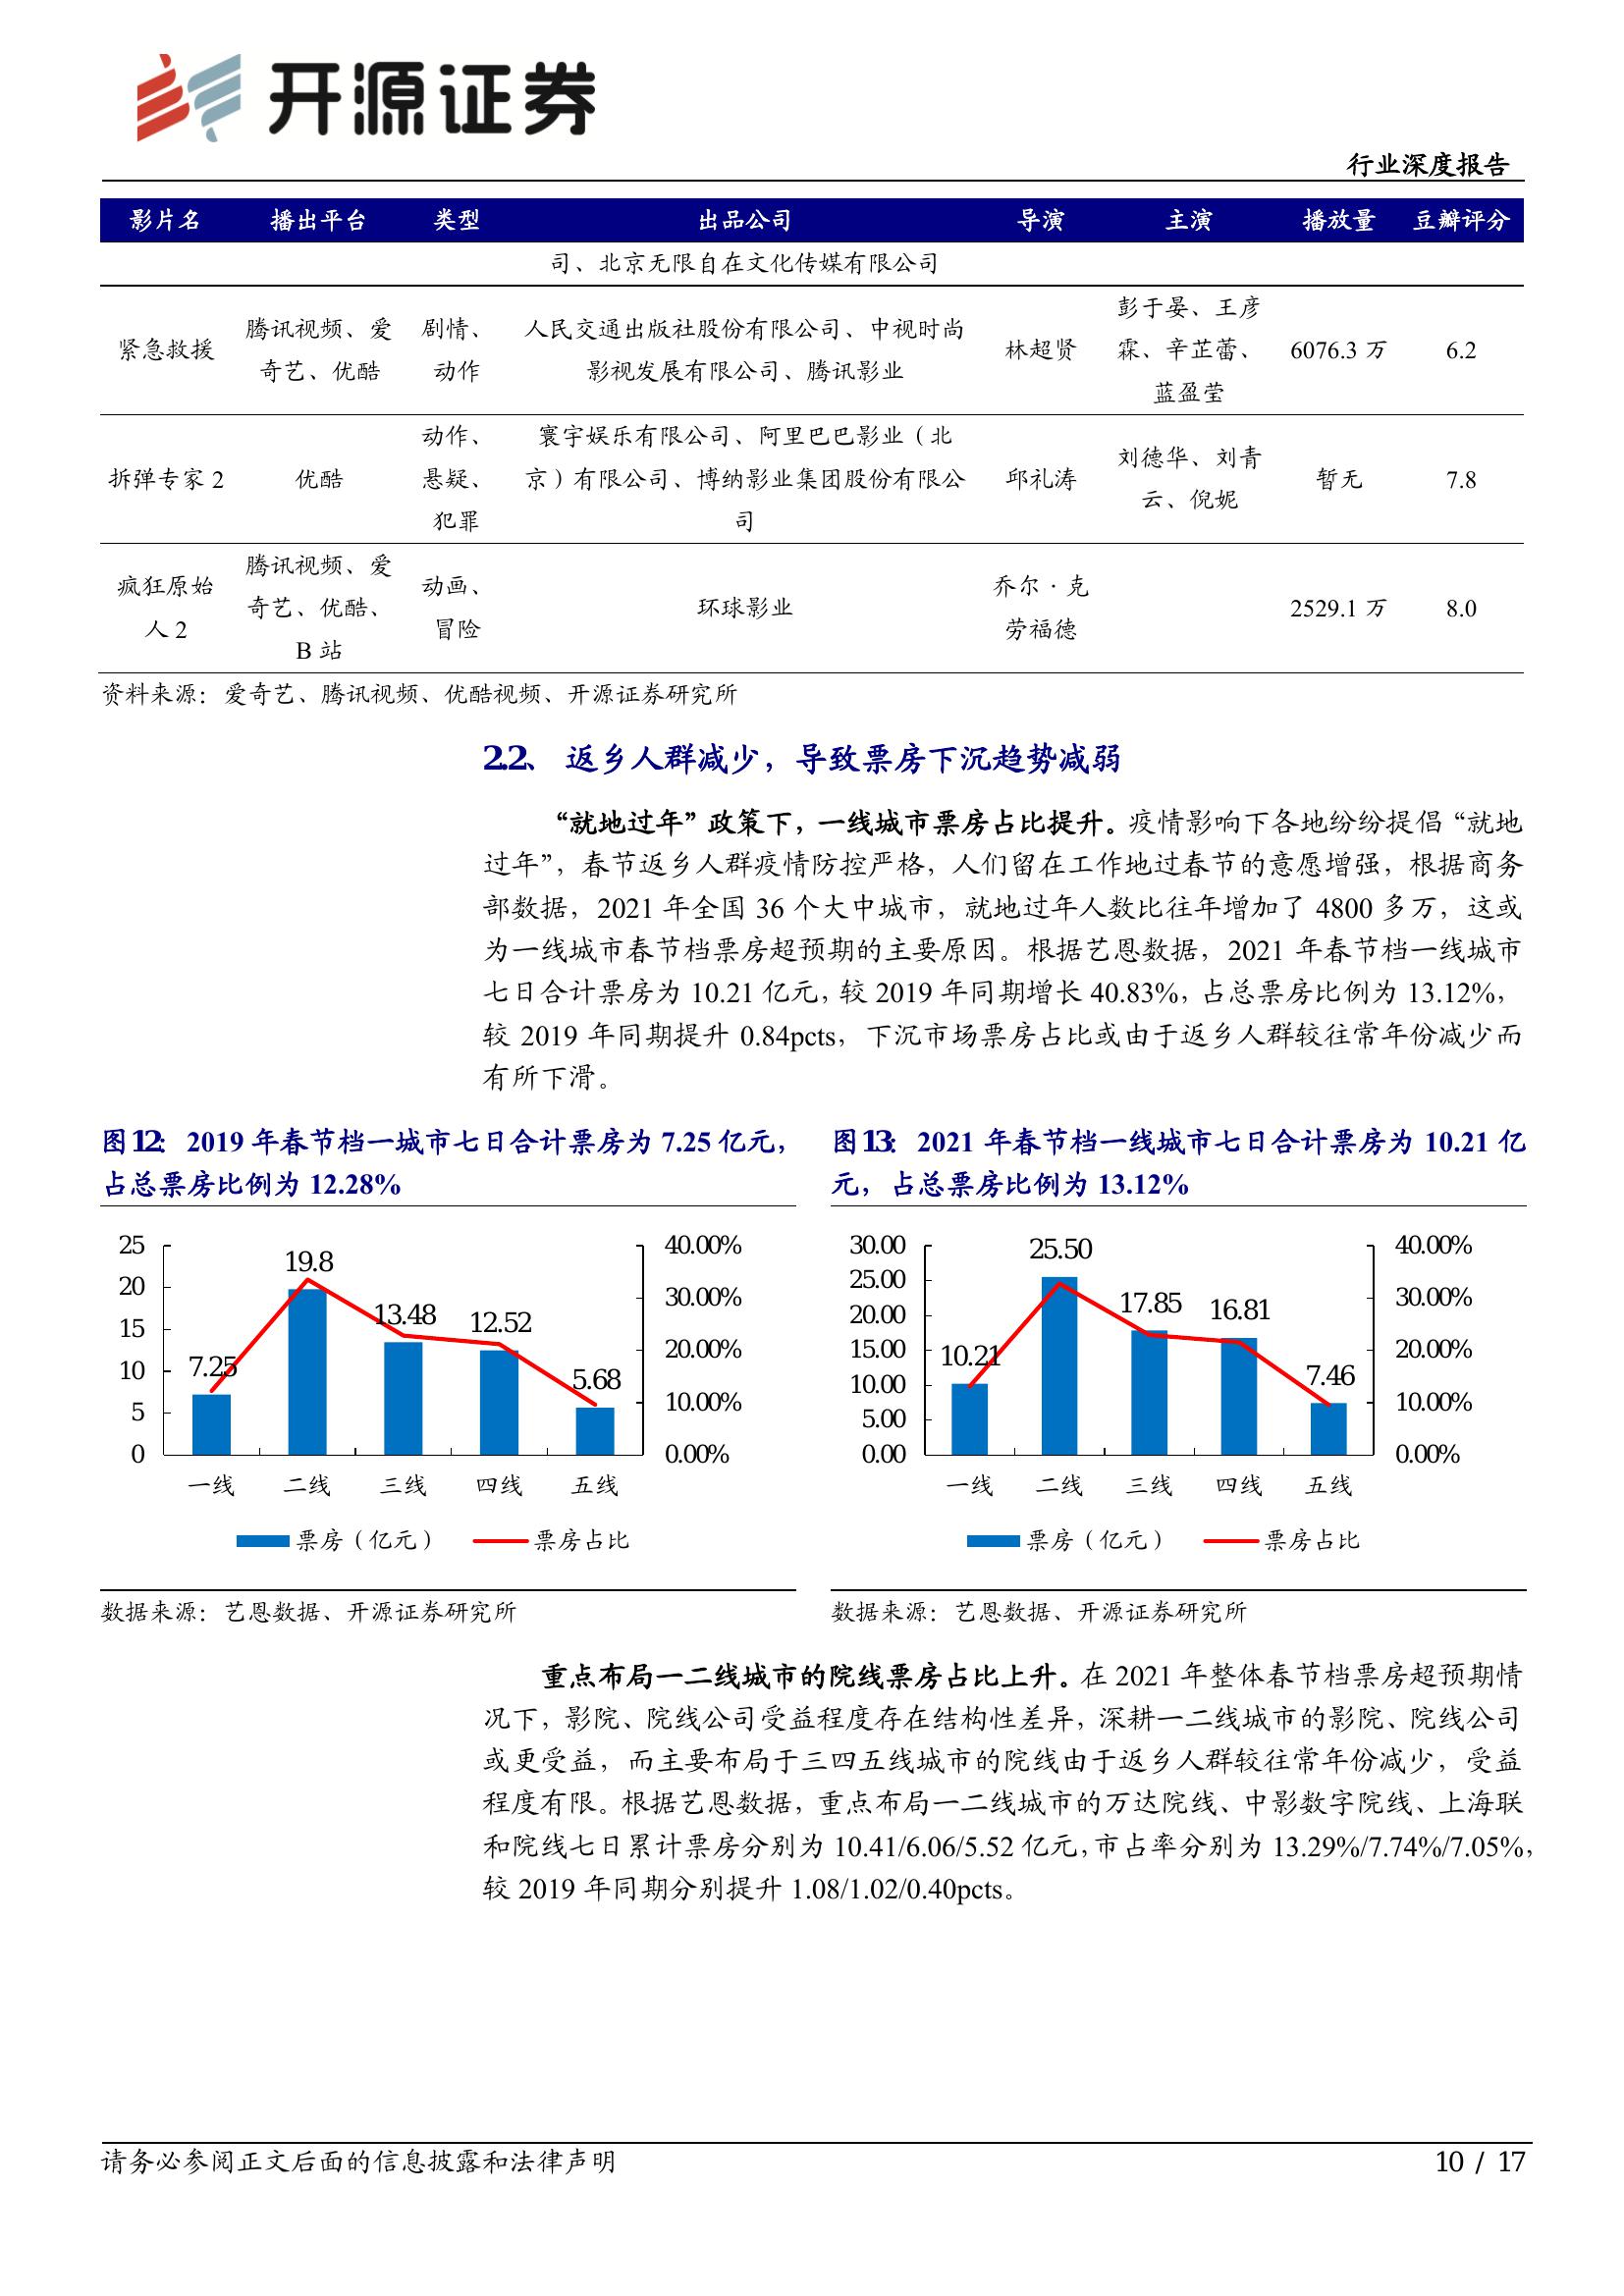 开源证券
行业深度报告
影片名 播出平台 类型 出品公司 导演 主演 播放量 豆瓣评分
司、北京无限自在文化传媒有限公司
紧急救援 腾讯视频、爱奇艺、优酷 剧情、动作 人民交通出版社股份有限公司、中视时尚影视发展有限公司、腾讯影业 林超贤 彭于晏、王彦霖、辛芷蕾、蓝盈莹 6076.3 万 6.2
拆弹专家 2 优酷 动作、悬疑、犯罪 寰宇娱乐有限公司、阿里巴巴影业（北京）有限公司、博纳影业集团股份有限公司 邱礼涛 刘德华、刘青云、倪妮 暂无 7.8
疯狂原始人 2 腾讯视频、爱奇艺、优酷、B 站 动画、冒险 环球影业 乔尔·克劳福德 2529.1 万 8.0
资料来源：爱奇艺、腾讯视频、优酷视频、开源证券研究所
2.2、 返乡人群减少，导致票房下沉趋势减弱
“就地过年”政策下，一线城市票房占比提升。疫情影响下各地纷纷提倡“就地
过年”，春节返乡人群疫情防控严格，人们留在工作地过春节的意愿增强，根据商务
部数据，2021 年全国 36 个大中城市，就地过年人数比往年增加了 4800 多万，这或
为一线城市春节档票房超预期的主要原因。根据艺恩数据，2021 年春节档一线城市
七日合计票房为 10.21 亿元，较 2019 年同期增长 40.83%，占总票房比例为 13.12%，
较 2019 年同期提升 0.84pcts，下沉市场票房占比或由于返乡人群较往常年份减少而
有所下滑。
图12： 2019 年春节档一城市七日合计票房为 7.25 亿元，
占总票房比例为 12.28%
25
20
15
10
5
0
40.00%
30.00%
20.00%
10.00%
0.00%
7.25
19.8
13.48
12.52
5.68
一线 二线 三线 四线 五线
票房（亿元） 票房占比
数据来源：艺恩数据、开源证券研究所
图13： 2021 年春节档一线城市七日合计票房为 10.21 亿
元，占总票房比例为 13.12%
30.00
25.00
20.00
15.00
10.00
5.00
0.00
40.00%
30.00%
20.00%
10.00%
0.00%
10.21
25.50
17.85
16.81
7.46
一线 二线 三线 四线 五线
票房（亿元） 票房占比
数据来源：艺恩数据、开源证券研究所
重点布局一二线城市的院线票房占比上升。在 2021 年整体春节档票房超预期情
况下，影院、院线公司受益程度存在结构性差异，深耕一二线城市的影院、院线公司
或更受益，而主要布局于三四五线城市的院线由于返乡人群较往常年份减少，受益
程度有限。根据艺恩数据，重点布局一二线城市的万达院线、中影数字院线、上海联
和院线七日累计票房分别为 10.41/6.06/5.52 亿元，市占率分别为 13.29%/7.74%/7.05%，
较 2019 年同期分别提升 1.08/1.02/0.40pcts。
请务必参阅正文后面的信息披露和法律声明
10 / 17